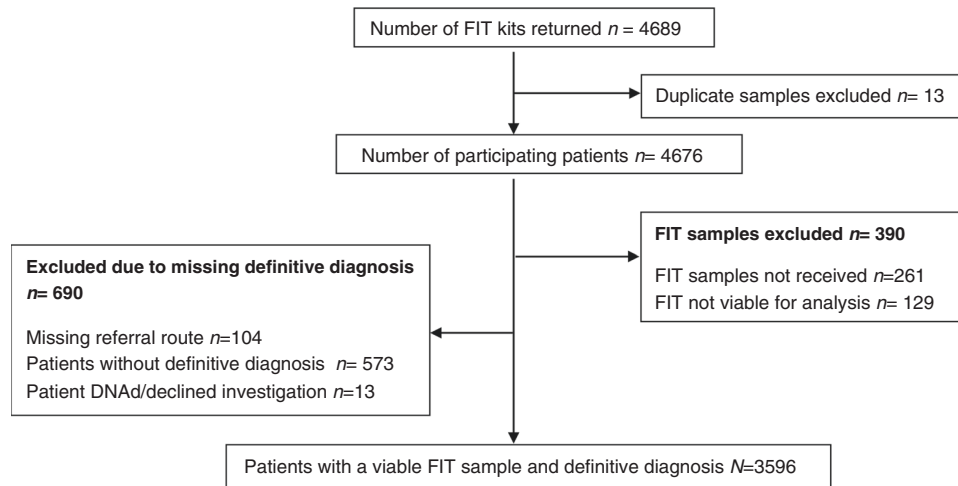 Number of FIT kits returned n = 4689
Duplicate samples excluded n= 13
Number of participating patients n= 4676
FIT samples excluded n= 390
FIT samples not received n=261
FIT not viable for analysis n= 129
Excluded due to missing definitive diagnosis
n= 690
Missing referral route n=104
Patients without definitive diagnosis n= 573
Patient DNAd/declined investigation n=13
Patients with a viable FIT sample and definitive diagnosis N=3596